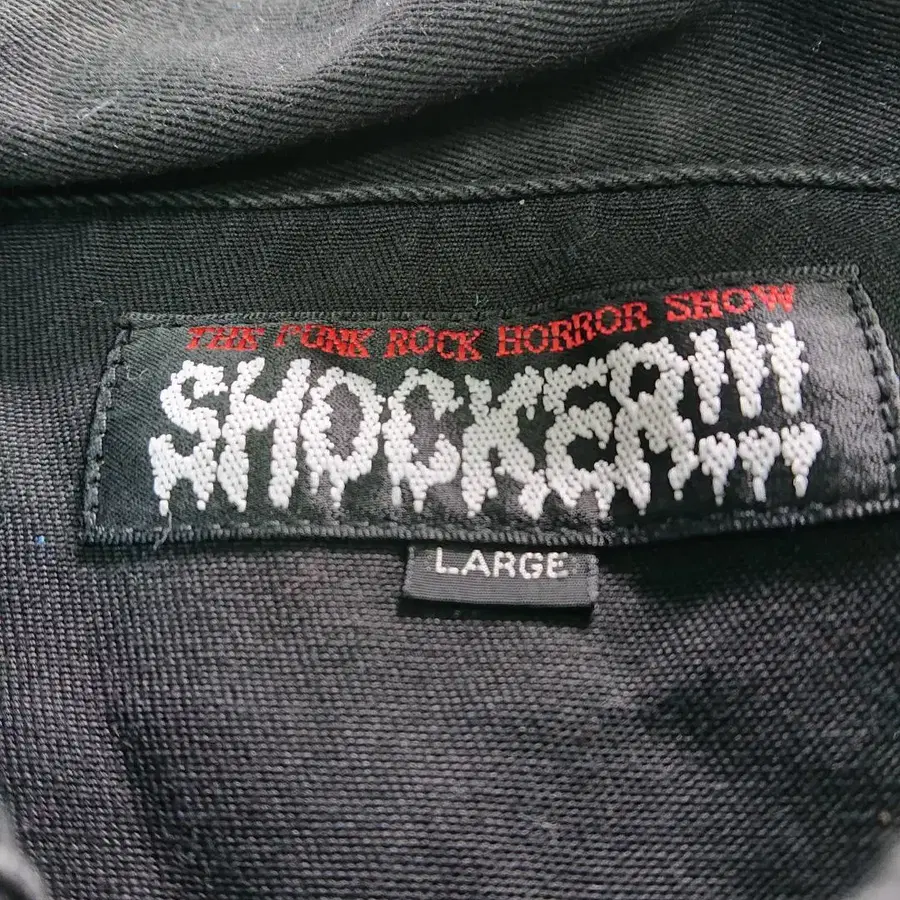 THE PUNK ROCK HORROR SHOW
SHOCKER!!!
LARGE